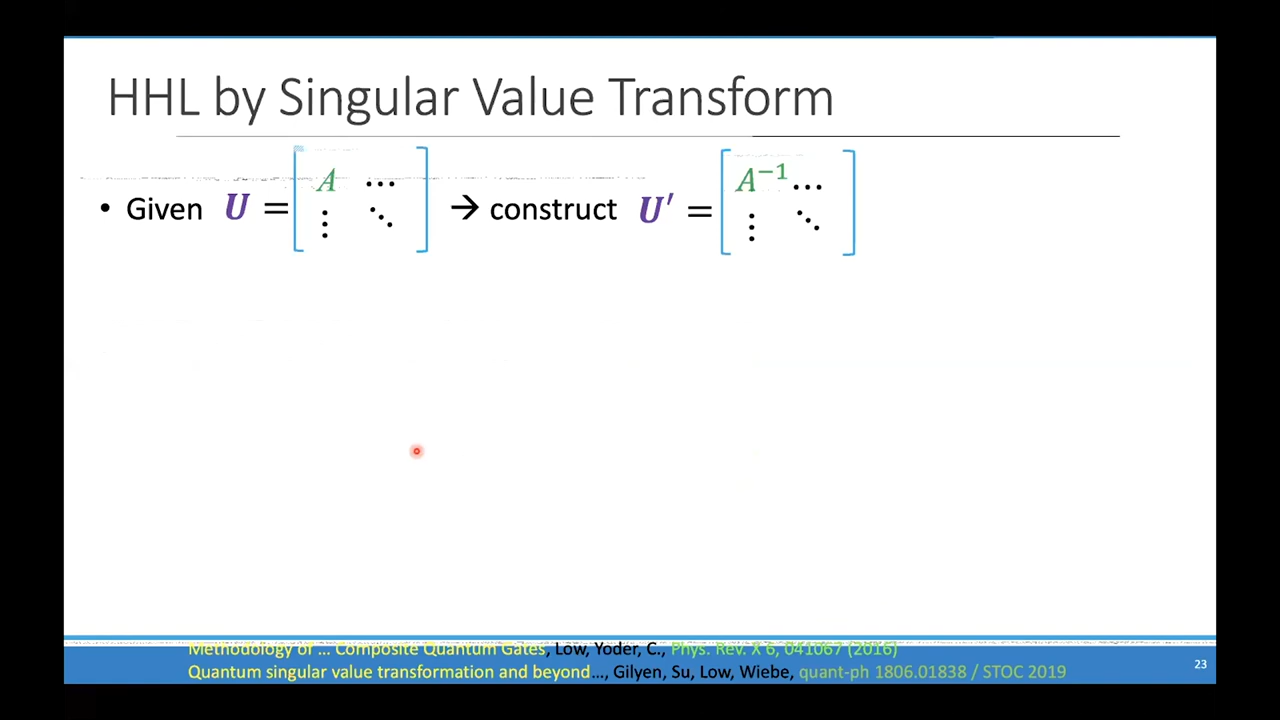 HHL by Singular Value Transform
• Given U = [ A ⋯ ⋮ ⋱ ] → construct U′ = [ A⁻¹ ⋯ ⋮ ⋱ ]
Methodology of ... Composite Quantum Gates, Low, Yoder, C., Phys. Rev. X 6, 041067 (2016)
Quantum singular value transformation and beyond..., Gilyen, Su, Low, Wiebe, quant-ph 1806.01838 / STOC 2019
23